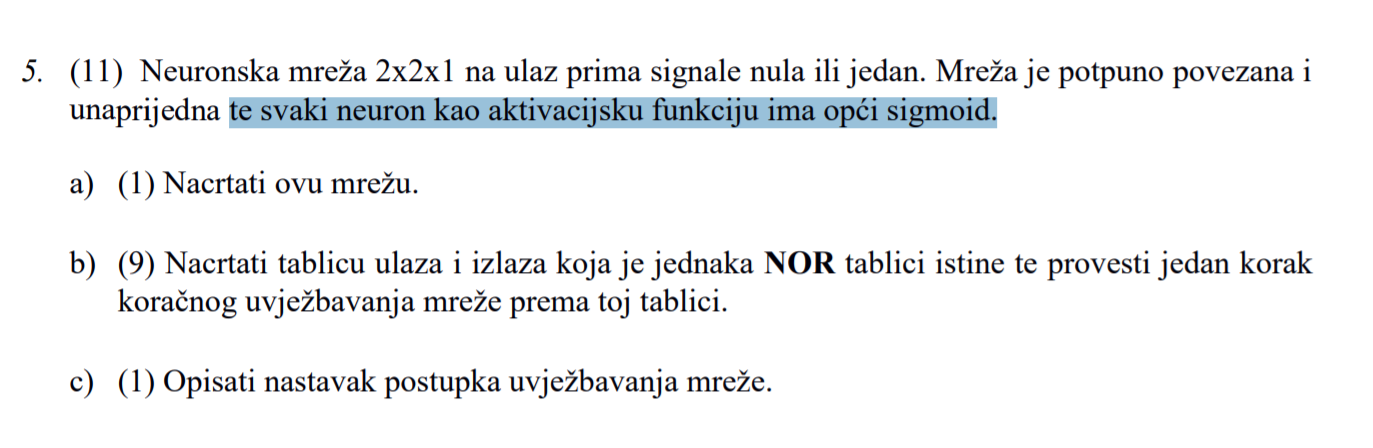 5. (11) Neuronska mreža 2x2x1 na ulaz prima signale nula ili jedan. Mreža je potpuno povezana i
unaprijedna te svaki neuron kao aktivacijsku funkciju ima opći sigmoid.
a) (1) Nacrtati ovu mrežu.
b) (9) Nacrtati tablicu ulaza i izlaza koja je jednaka NOR tablici istine te provesti jedan korak
koračnog uvježbavanja mreže prema toj tablici.
c) (1) Opisati nastavak postupka uvježbavanja mreže.